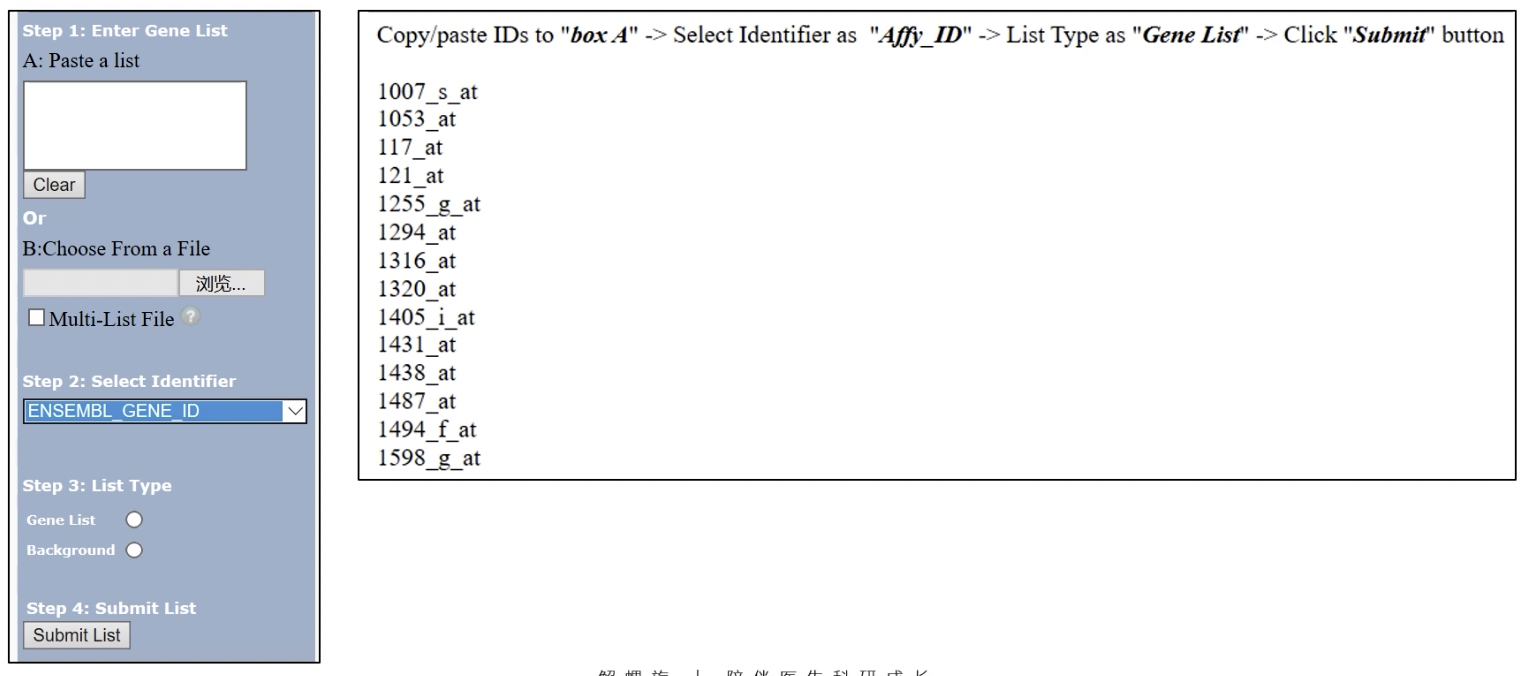 Step 1: Enter Gene List
A: Paste a list
Clear
Or
B:Choose From a File
浏览...
Multi-List File ?
Step 2: Select Identifier
ENSEMBL_GENE_ID
Step 3: List Type
Gene List
Background
Step 4: Submit List
Submit List
Copy/paste IDs to "box A" -> Select Identifier as "Affy_ID" -> List Type as "Gene List" -> Click "Submit" button
1007_s_at
1053_at
117_at
121_at
1255_g_at
1294_at
1316_at
1320_at
1405_i_at
1431_at
1438_at
1487_at
1494_f_at
1598_g_at